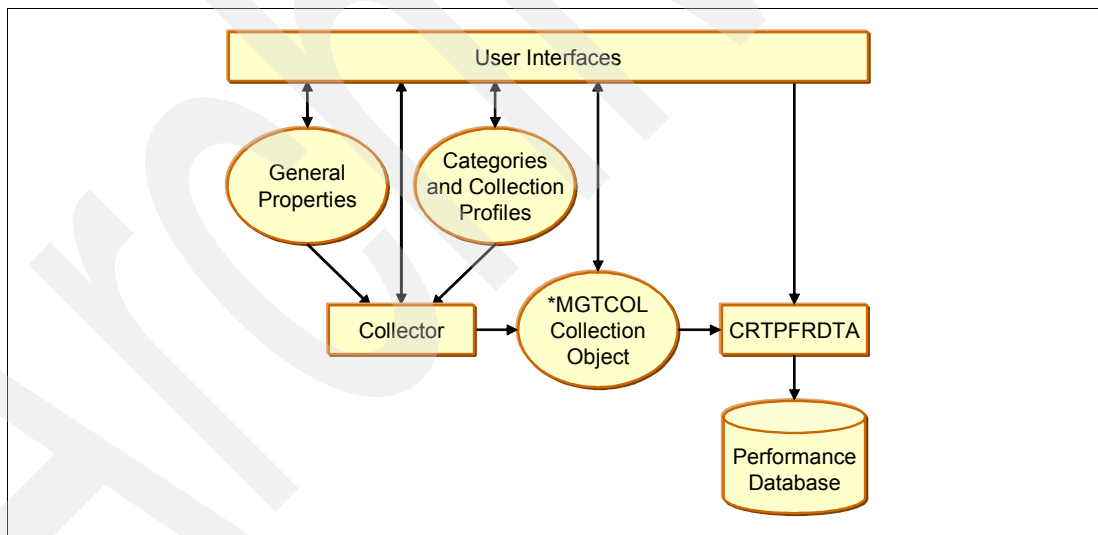 User Interfaces
General
Properties
Categories
and Collection
Profiles
Collector
*MGTCOL
Collection
Object
CRTPFRDTA
Performance
Database